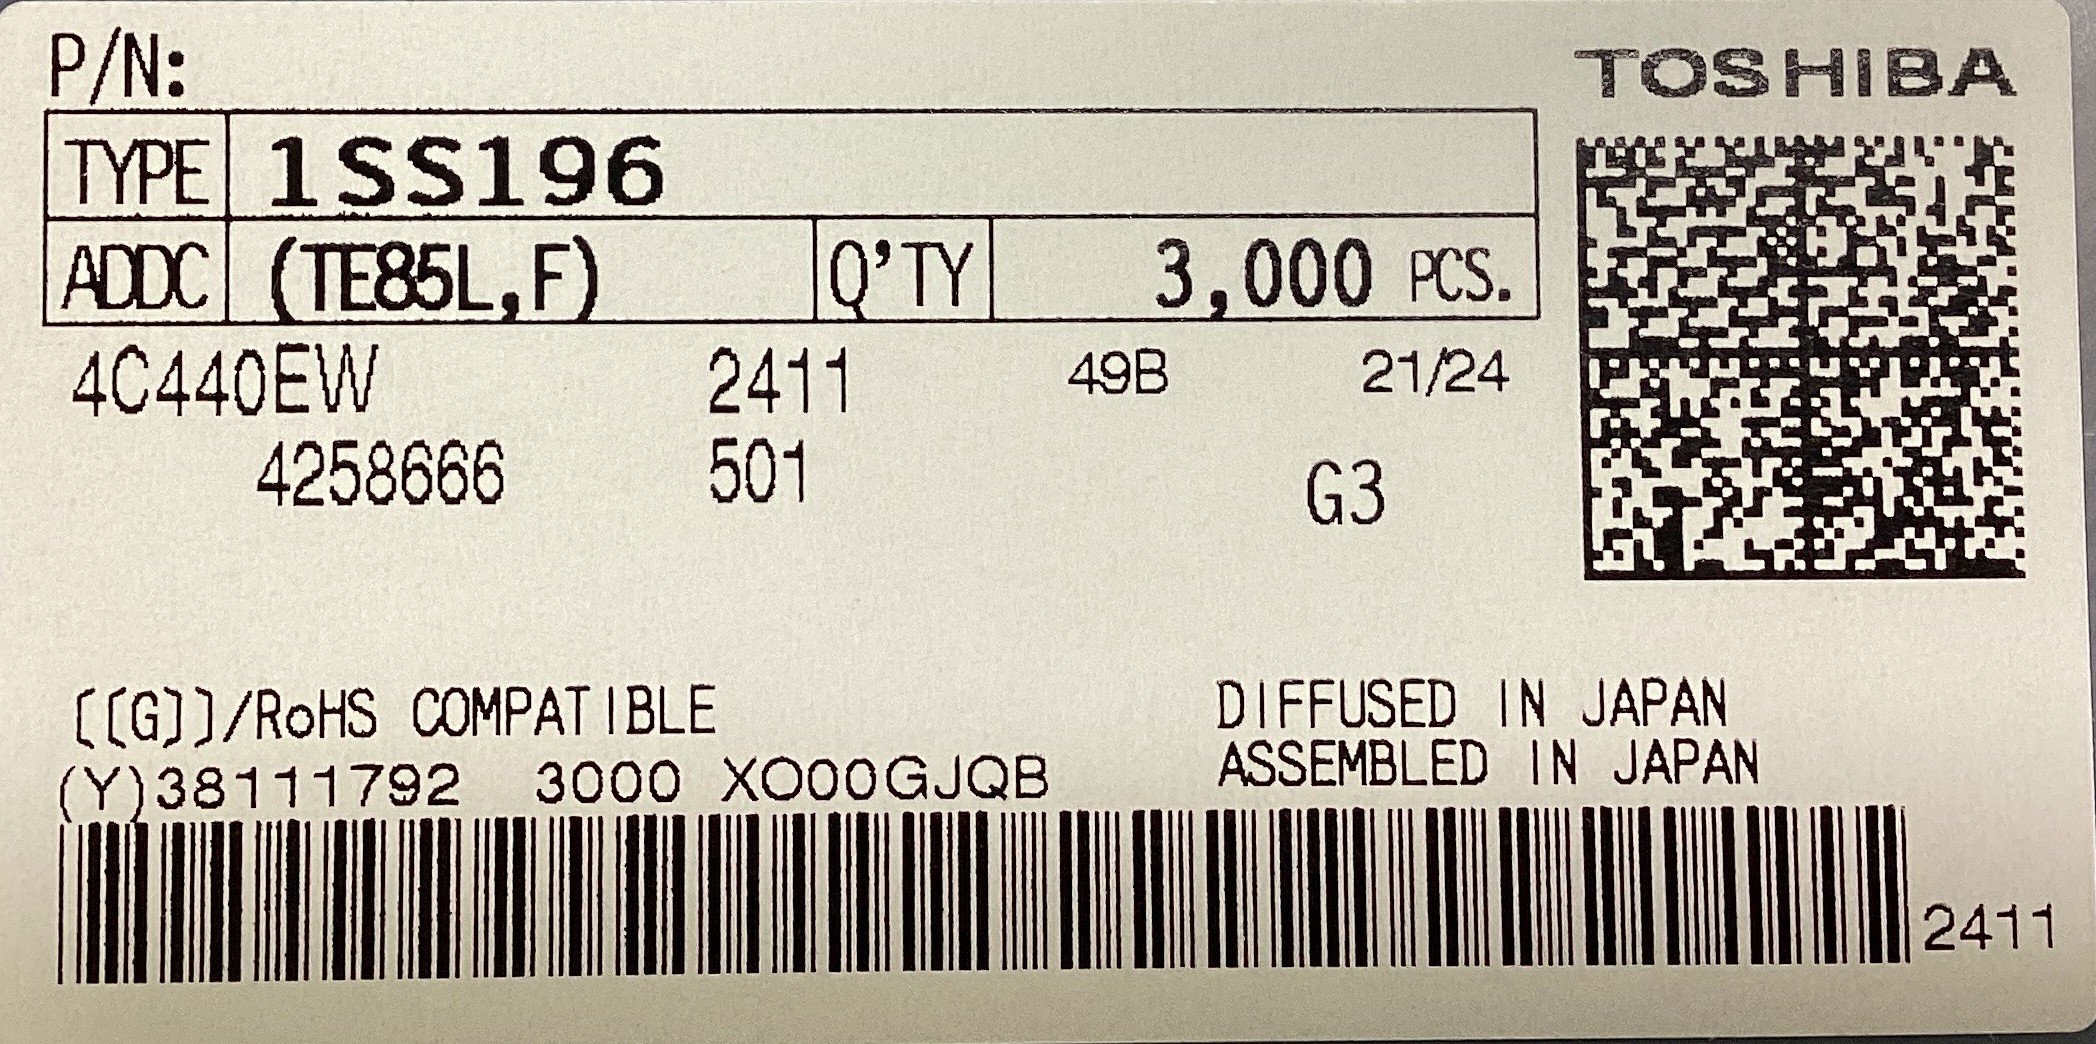 P/N:
TOSHIBA
TYPE 1SS196
ADDC (TE85L,F) Q'TY 3,000 PCS.
4C440EW 2411 49B 21/24
4258666 501 G3
[[G]]/RoHS COMPATIBLE
DIFFUSED IN JAPAN
ASSEMBLED IN JAPAN
(Y)38111792 3000 XO00GJQB
2411